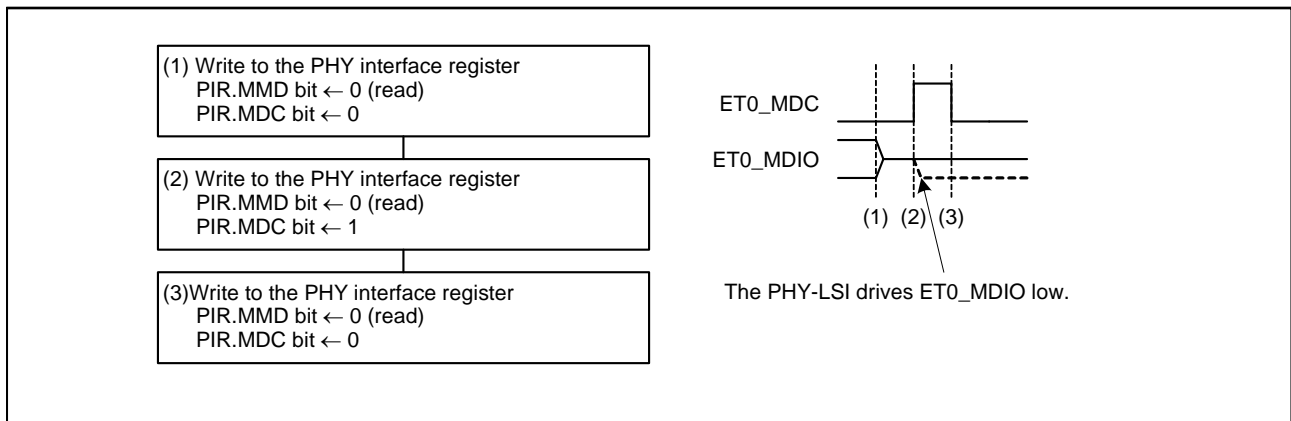 (1) Write to the PHY interface register
PIR.MMD bit ← 0 (read)
PIR.MDC bit ← 0
(2) Write to the PHY interface register
PIR.MMD bit ← 0 (read)
PIR.MDC bit ← 1
(3)Write to the PHY interface register
PIR.MMD bit ← 0 (read)
PIR.MDC bit ← 0
ET0_MDC
ET0_MDIO
(1) (2) (3)
The PHY-LSI drives ET0_MDIO low.